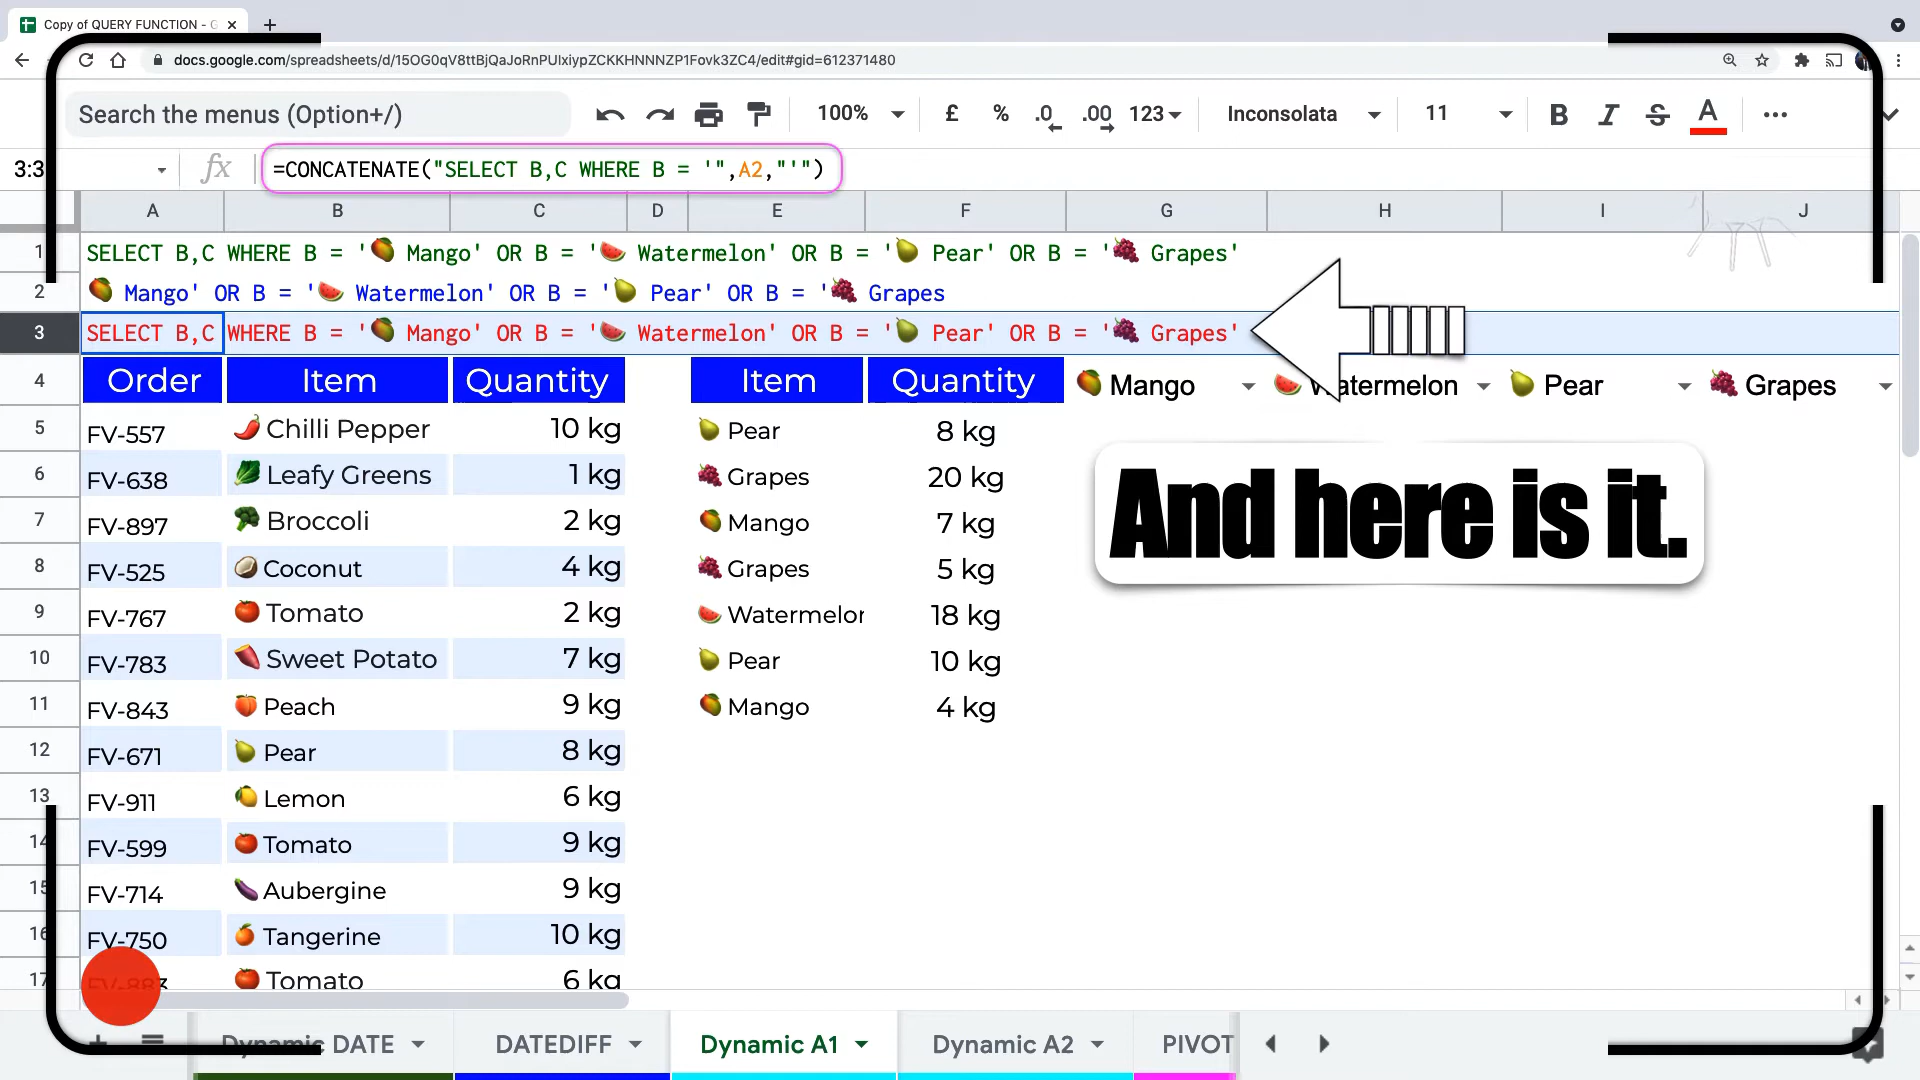 Copy of QUERY FUNCTION - G
docs.google.com/spreadsheets/d/15OG0qV8ttBjQaJoRnPUlxiypZCKKHNNNZP1Fovk3ZC4/edit#gid=612371480
Search the menus (Option+/) 100% £ % .0 .00 123 Inconsolata 11 B I S A
3:3 fx =CONCATENATE("SELECT B,C WHERE B = '",A2,"'")
A B C D E F G H I J
1 SELECT B,C WHERE B = '🥭 Mango' OR B = '🍉 Watermelon' OR B = '🍐 Pear' OR B = '🍇 Grapes'
2 🥭 Mango' OR B = '🍉 Watermelon' OR B = '🍐 Pear' OR B = '🍇 Grapes
3 SELECT B,C WHERE B = '🥭 Mango' OR B = '🍉 Watermelon' OR B = '🍐 Pear' OR B = '🍇 Grapes'
4 Order Item Quantity Item Quantity 🥭 Mango 🍉 Watermelon 🍐 Pear 🍇 Grapes
5 FV-557 🌶 Chilli Pepper 10 kg 🍐 Pear 8 kg
6 FV-638 🥬 Leafy Greens 1 kg 🍇 Grapes 20 kg
And here is it.
7 FV-897 🥦 Broccoli 2 kg 🥭 Mango 7 kg
8 FV-525 🥥 Coconut 4 kg 🍇 Grapes 5 kg
9 FV-767 🍅 Tomato 2 kg 🍉 Watermelor 18 kg
10 FV-783 🍠 Sweet Potato 7 kg 🍐 Pear 10 kg
11 FV-843 🍑 Peach 9 kg 🥭 Mango 4 kg
12 FV-671 🍐 Pear 8 kg
13 FV-911 🍋 Lemon 6 kg
14 FV-599 🍅 Tomato 9 kg
15 FV-714 🍆 Aubergine 9 kg
16 FV-750 🍊 Tangerine 10 kg
17 🍅 Tomato 6 kg
Dynamic DATE DATEDIFF Dynamic A1 Dynamic A2 PIVOT